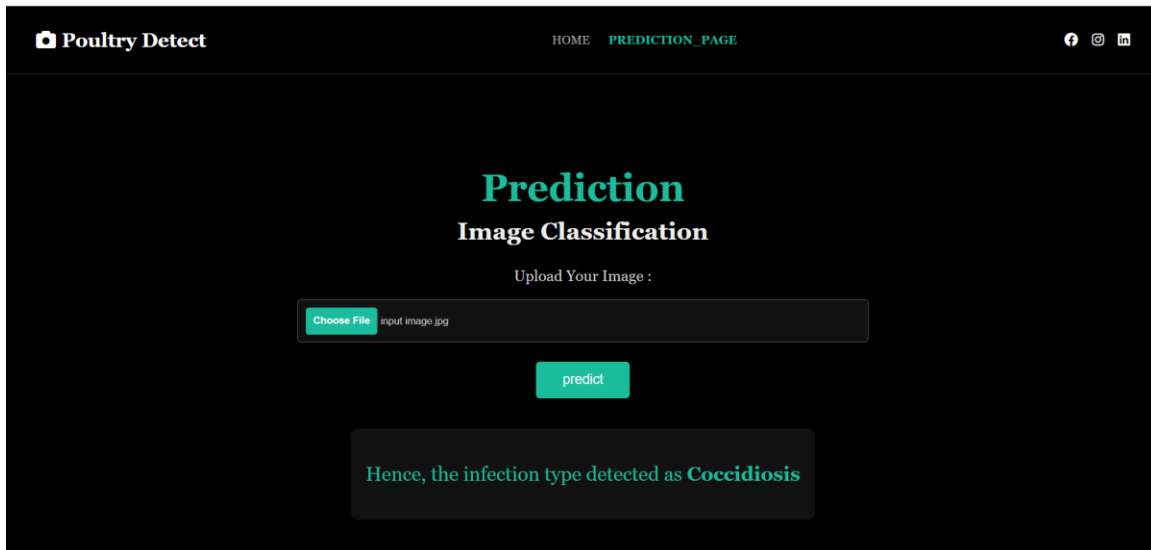 Poultry Detect
HOME PREDICTION_PAGE
Prediction
Image Classification
Upload Your Image :
Choose File input image.jpg
predict
Hence, the infection type detected as Coccidiosis